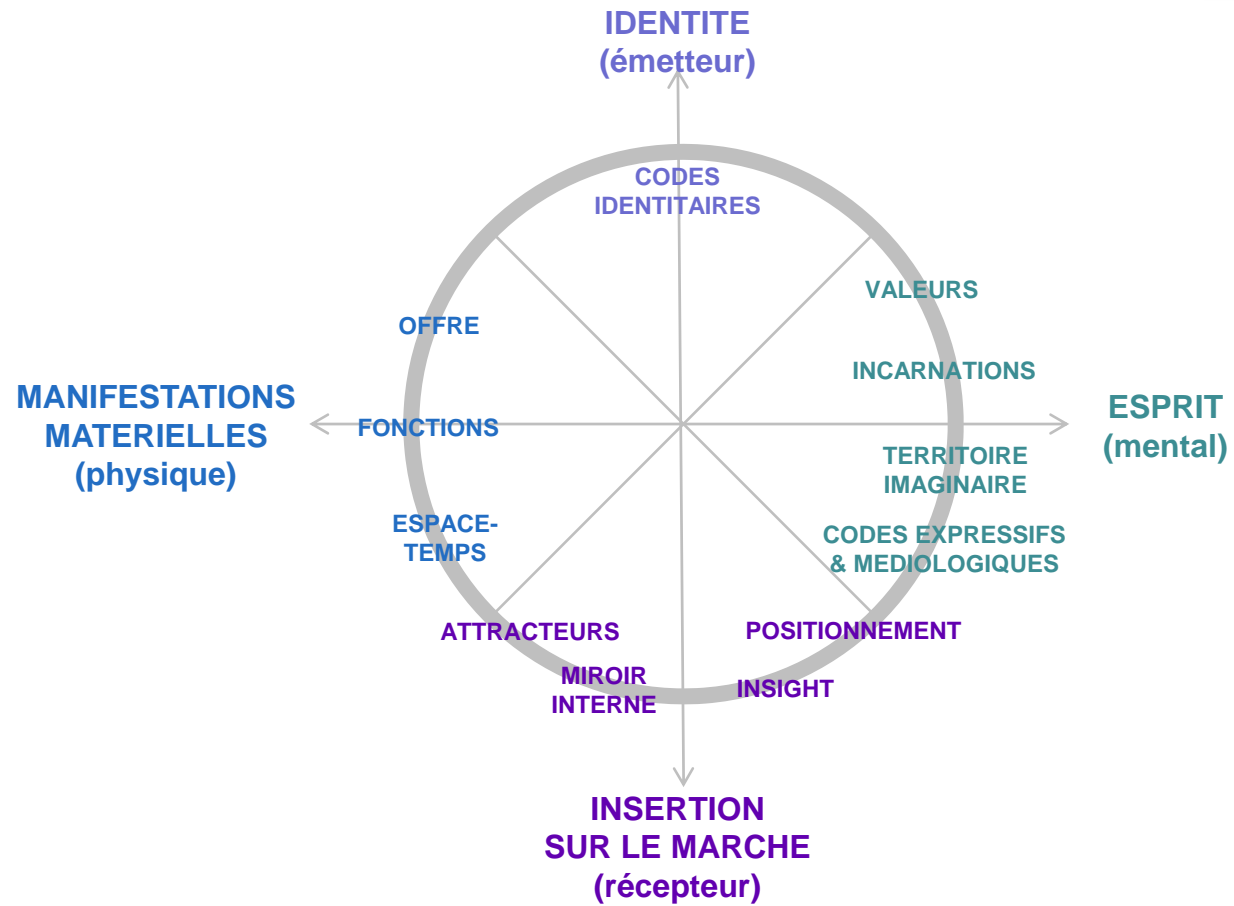 IDENTITE
(émetteur)
CODES
IDENTITAIRES
VALEURS
OFFRE
INCARNATIONS
MANIFESTATIONS
MATERIELLES
(physique)
FONCTIONS
ESPRIT
(mental)
TERRITOIRE
IMAGINAIRE
ESPACE-
TEMPS
CODES EXPRESSIFS
& MEDIOLOGIQUES
ATTRACTEURS
POSITIONNEMENT
MIROIR
INTERNE
INSIGHT
INSERTION
SUR LE MARCHE
(récepteur)